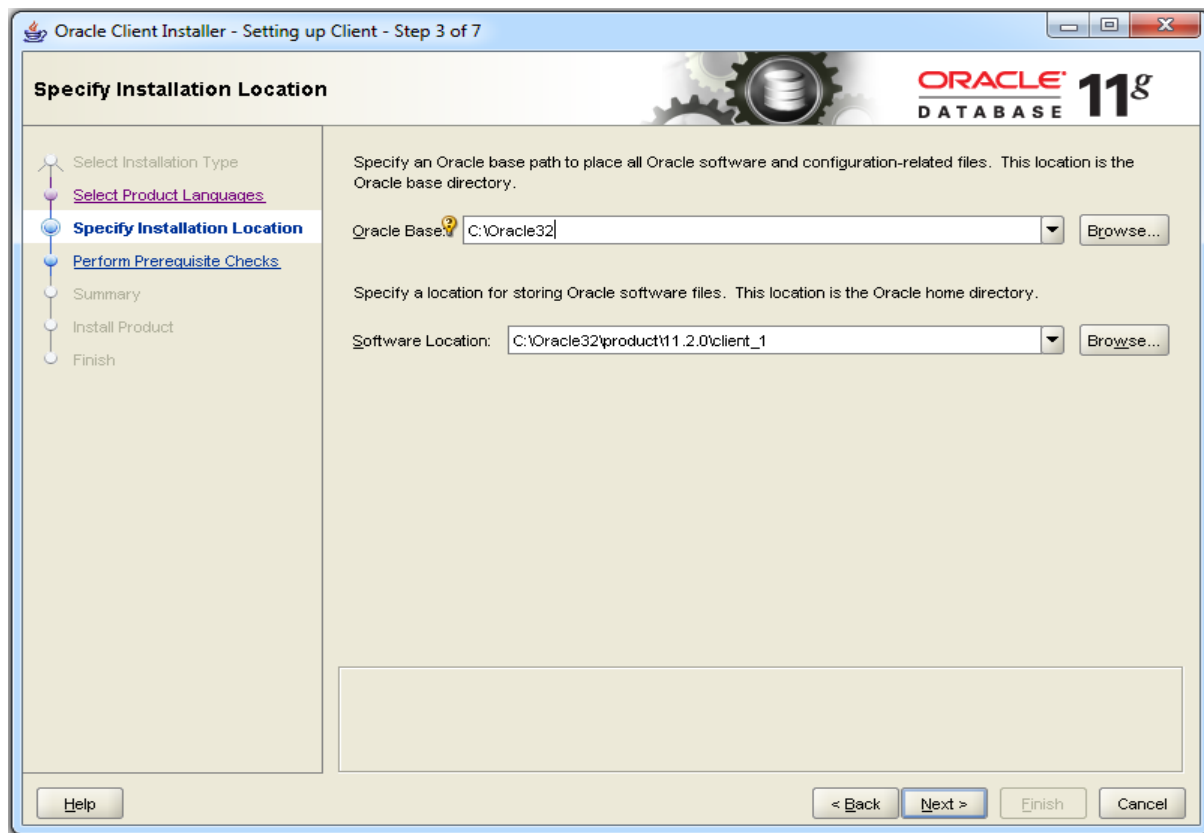 Oracle Client Installer - Setting up Client - Step 3 of 7
Specify Installation Location
ORACLE
DATABASE
11g
Select Installation Type
Select Product Languages
Specify Installation Location
Perform Prerequisite Checks
Summary
Install Product
Finish
Specify an Oracle base path to place all Oracle software and configuration-related files. This location is the
Oracle base directory.
Oracle Base: C:\Oracle32 Browse...
Specify a location for storing Oracle software files. This location is the Oracle home directory.
Software Location: C:\Oracle32\product\11.2.0\client_1 Browse...
Help < Back Next > Finish Cancel